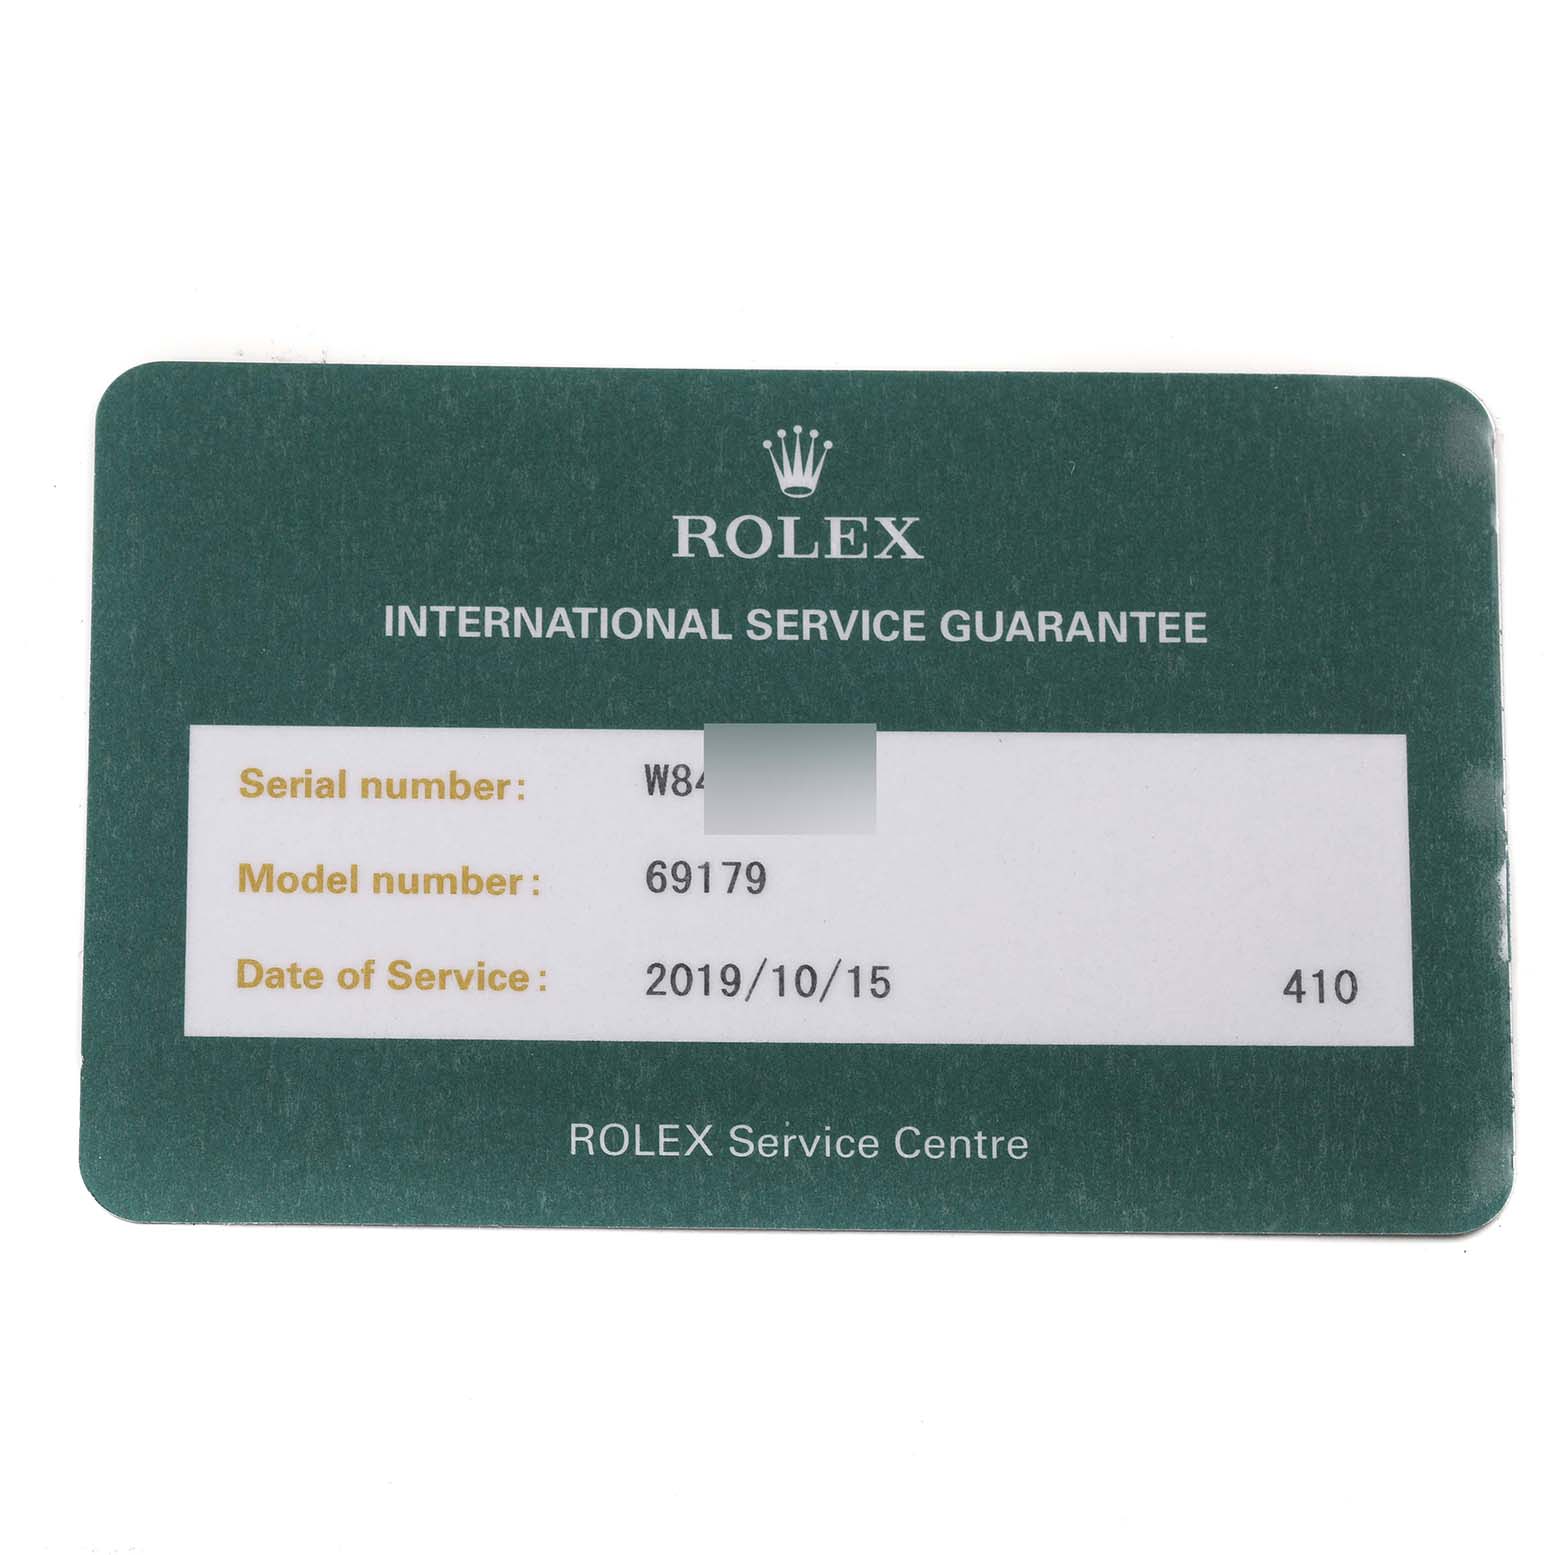 ROLEX
INTERNATIONAL SERVICE GUARANTEE
Serial number: W84
Model number: 69179
Date of Service: 2019/10/15 410
ROLEX Service Centre